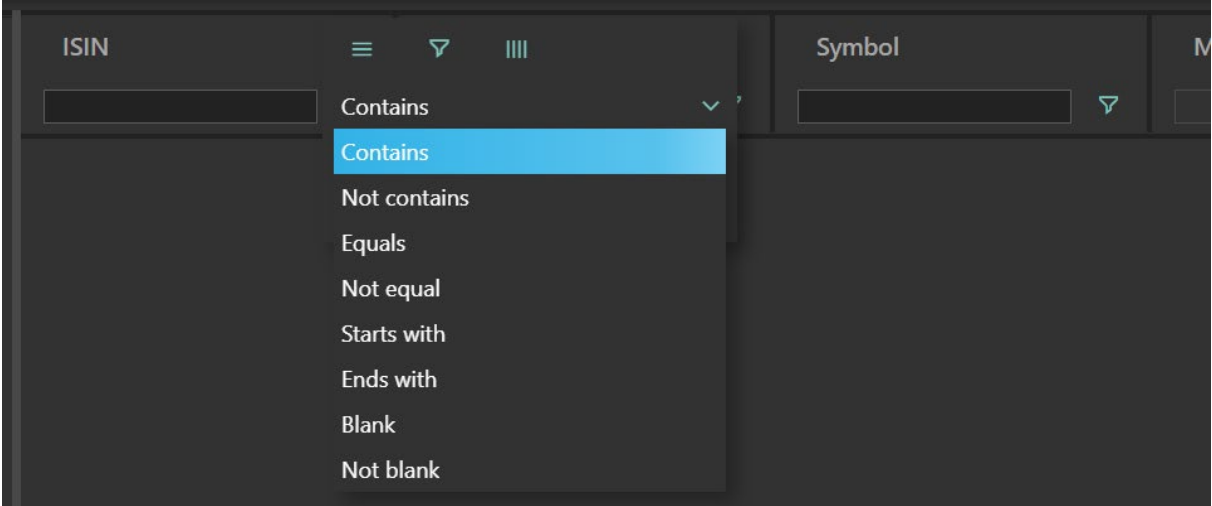 ISIN
Symbol
M
Contains
Contains
Not contains
Equals
Not equal
Starts with
Ends with
Blank
Not blank